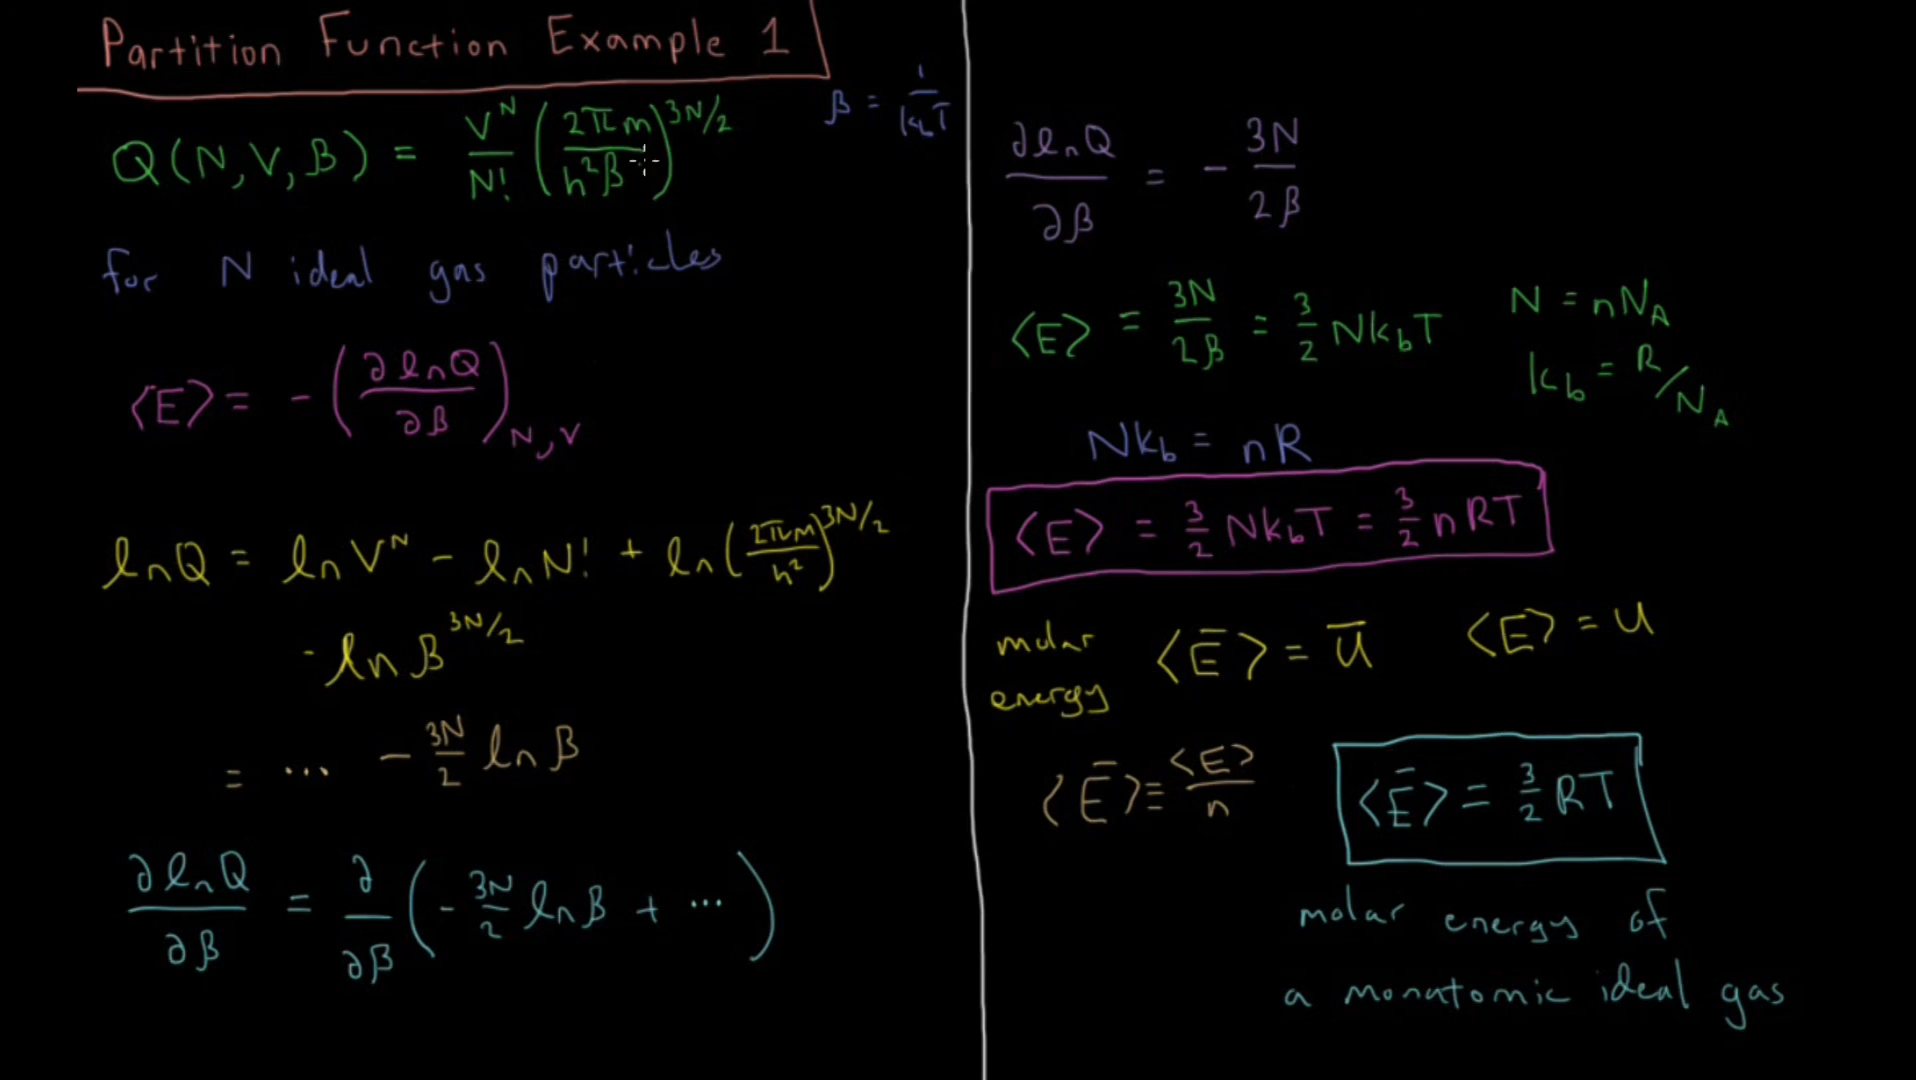 Partition Function Example 1
β = 1/k_bT
Q(N,V,β) = V^N/N! (2πm/h²β)^3N/2
for N ideal gas particles
⟨E⟩ = -(∂lnQ/∂β)_N,V
lnQ = lnV^N - lnN! + ln(2πm/h²)^3N/2
- ln β^3N/2
= ... - 3N/2 ln β
∂lnQ/∂β = ∂/∂β (- 3N/2 lnβ + ...)
∂lnQ/∂β = - 3N/2β
⟨E⟩ = 3N/2β = 3/2 Nk_bT
N = nN_A
k_b = R/N_A
Nk_b = nR
⟨E⟩ = 3/2 Nk_bT = 3/2 nRT
molar energy
⟨Ē⟩ = Ū
⟨E⟩ = U
⟨Ē⟩ ≡ ⟨E⟩/n
⟨Ē⟩ = 3/2 RT
molar energy of
a monatomic ideal gas